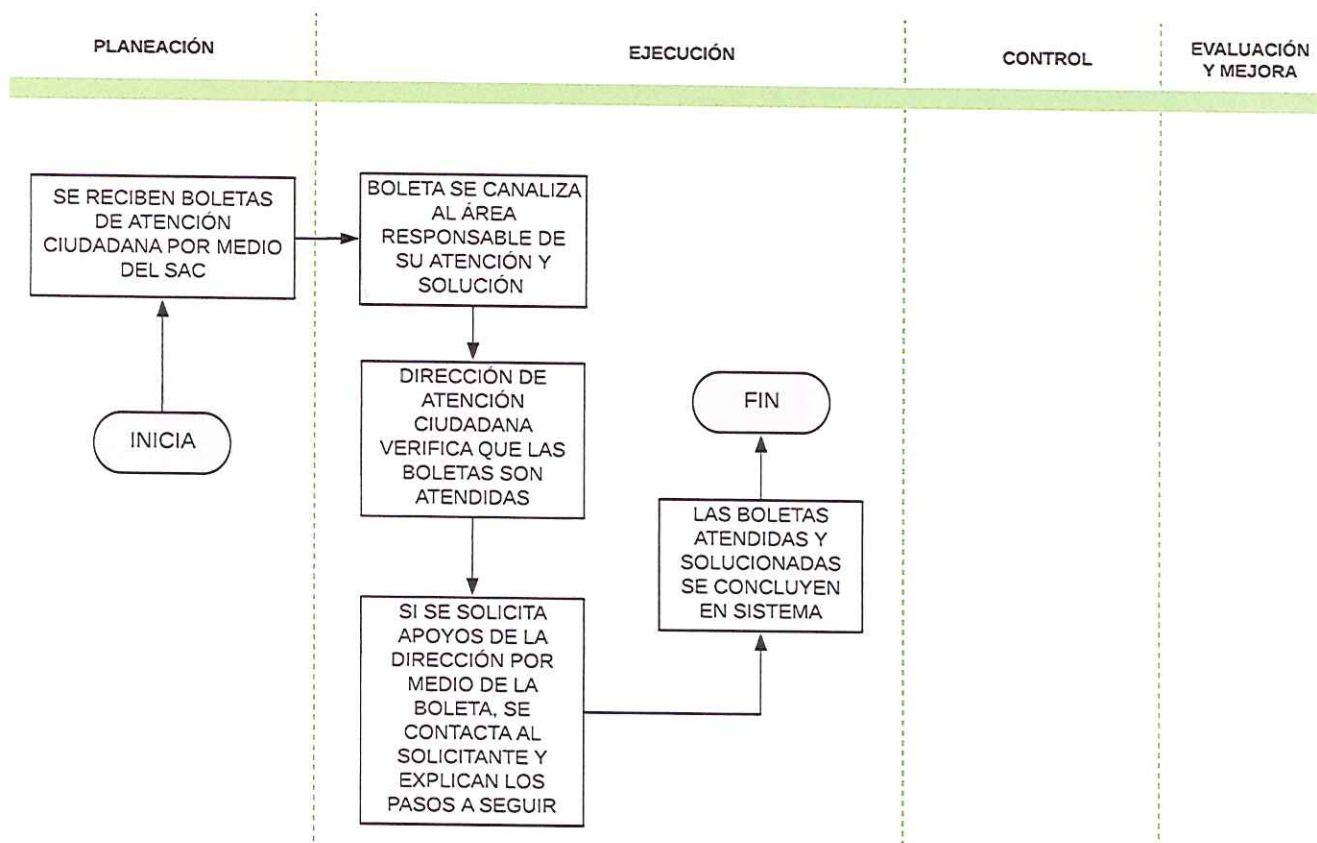 PLANEACIÓN
EJECUCIÓN
CONTROL
EVALUACIÓN
Y MEJORA
SE RECIBEN BOLETAS
DE ATENCIÓN
CIUDADANA POR MEDIO
DEL SAC
INICIA
BOLETA SE CANALIZA
AL ÁREA
RESPONSABLE DE
SU ATENCIÓN Y
SOLUCIÓN
DIRECCIÓN DE
ATENCIÓN
CIUDADANA
VERIFICA QUE LAS
BOLETAS SON
ATENDIDAS
SI SE SOLICITA
APOYOS DE LA
DIRECCIÓN POR
MEDIO DE LA
BOLETA, SE
CONTACTA AL
SOLICITANTE Y
EXPLICAN LOS
PASOS A SEGUIR
LAS BOLETAS
ATENDIDAS Y
SOLUCIONADAS
SE CONCLUYEN
EN SISTEMA
FIN